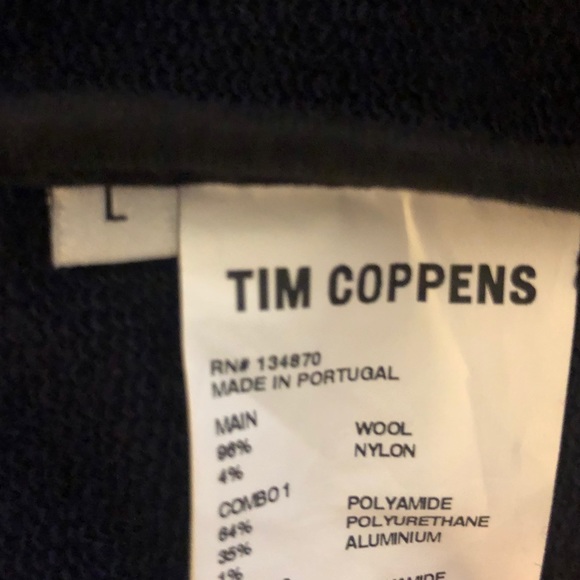 L
TIM COPPENS
RN# 134870
MADE IN PORTUGAL
MAIN
96% WOOL
4% NYLON
COMBO1
64% POLYAMIDE
35% POLYURETHANE
1% ALUMINIUM